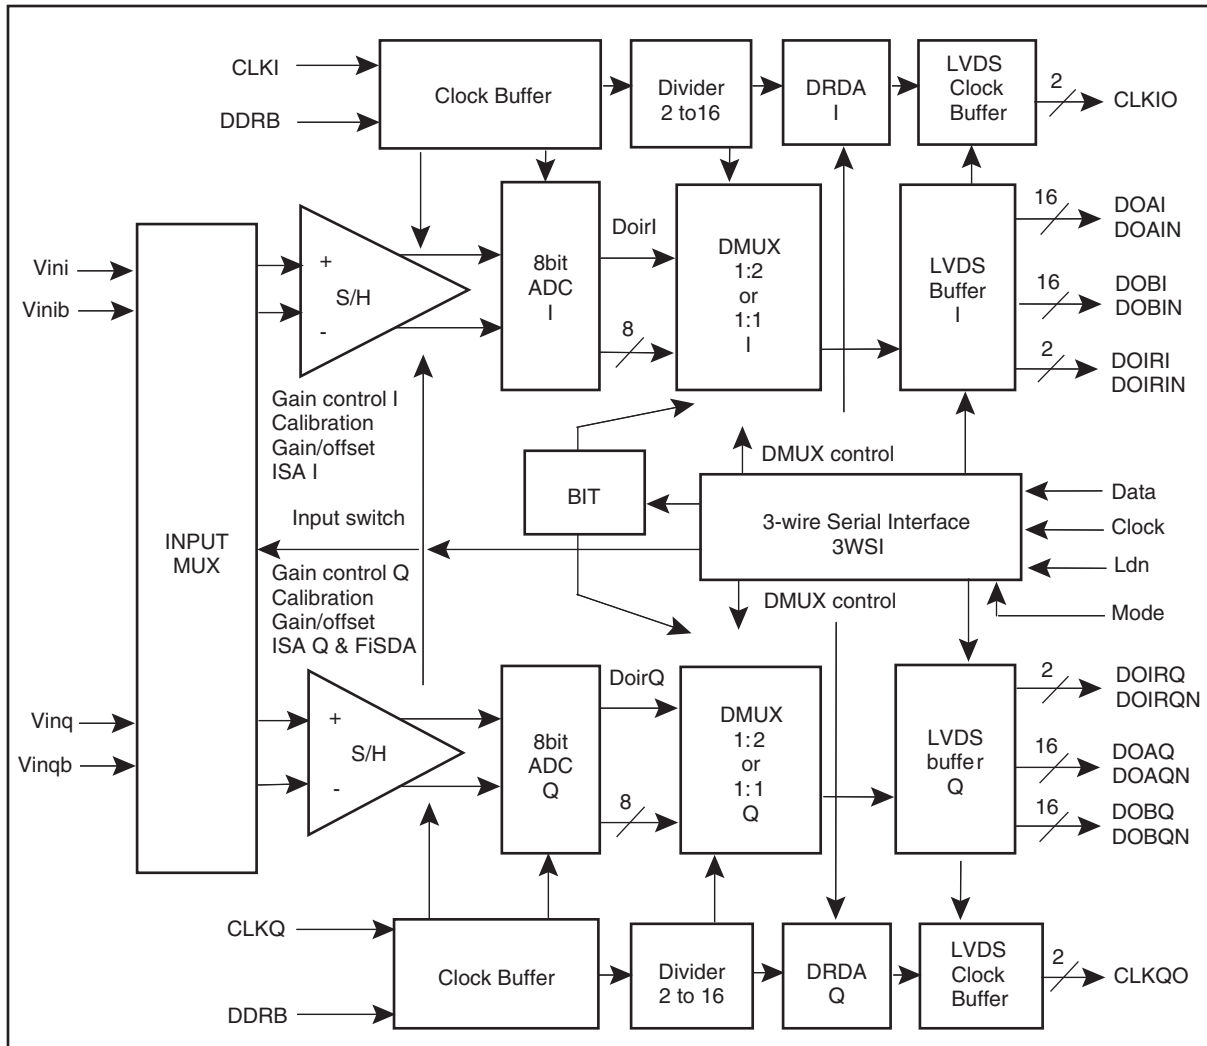 CLKI
DDRB
Clock Buffer
Divider
2 to16
DRDA
I
LVDS
Clock
Buffer
2
CLKIO
Vini
Vinib
INPUT
MUX
+
S/H
-
8bit
ADC
I
DoirI
8
DMUX
1:2
or
1:1
I
LVDS
Buffer
I
16
DOAI
DOAIN
16
DOBI
DOBIN
2
DOIRI
DOIRIN
Gain control I
Calibration
Gain/offset
ISA I
Input switch
Gain control Q
Calibration
Gain/offset
ISA Q & FiSDA
BIT
DMUX control
3-wire Serial Interface
3WSI
DMUX control
Data
Clock
Ldn
Mode
Vinq
Vinqb
+
S/H
-
8bit
ADC
Q
DoirQ
8
DMUX
1:2
or
1:1
Q
LVDS
buffer
Q
2
DOIRQ
DOIRQN
16
DOAQ
DOAQN
16
DOBQ
DOBQN
CLKQ
DDRB
Clock Buffer
Divider
2 to 16
DRDA
Q
LVDS
Clock
Buffer
2
CLKQO